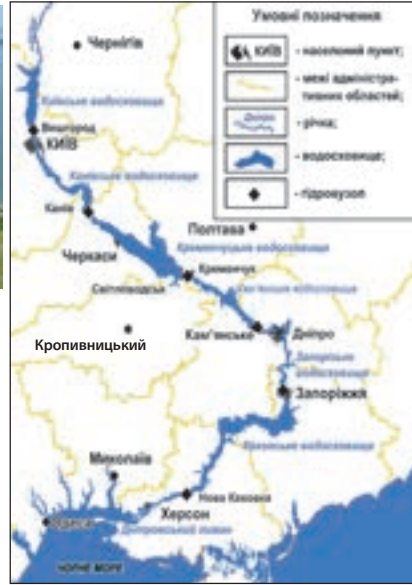 Умовні позначення
КИЇВ - населений пункт;
- межі адміністра-
тивних областей;
Дніпро - річка;
- водосховище;
- гідровузол
Чернігів
Київське водосховище
Вишгород
КИЇВ
Канівське водосховище
Канів
Полтава
Черкаси
Кременчуцьке водосховище
Кременчук
Світловодськ
водосховище
Кам'янське
Дніпро
Кропивницький
Запорізьке
водосховище
Запоріжжя
Каховське водосховище
Миколаїв
Нова Каховка
Херсон
Одеса
Дніпровський лиман
ЧОРНЕ МОРЕ